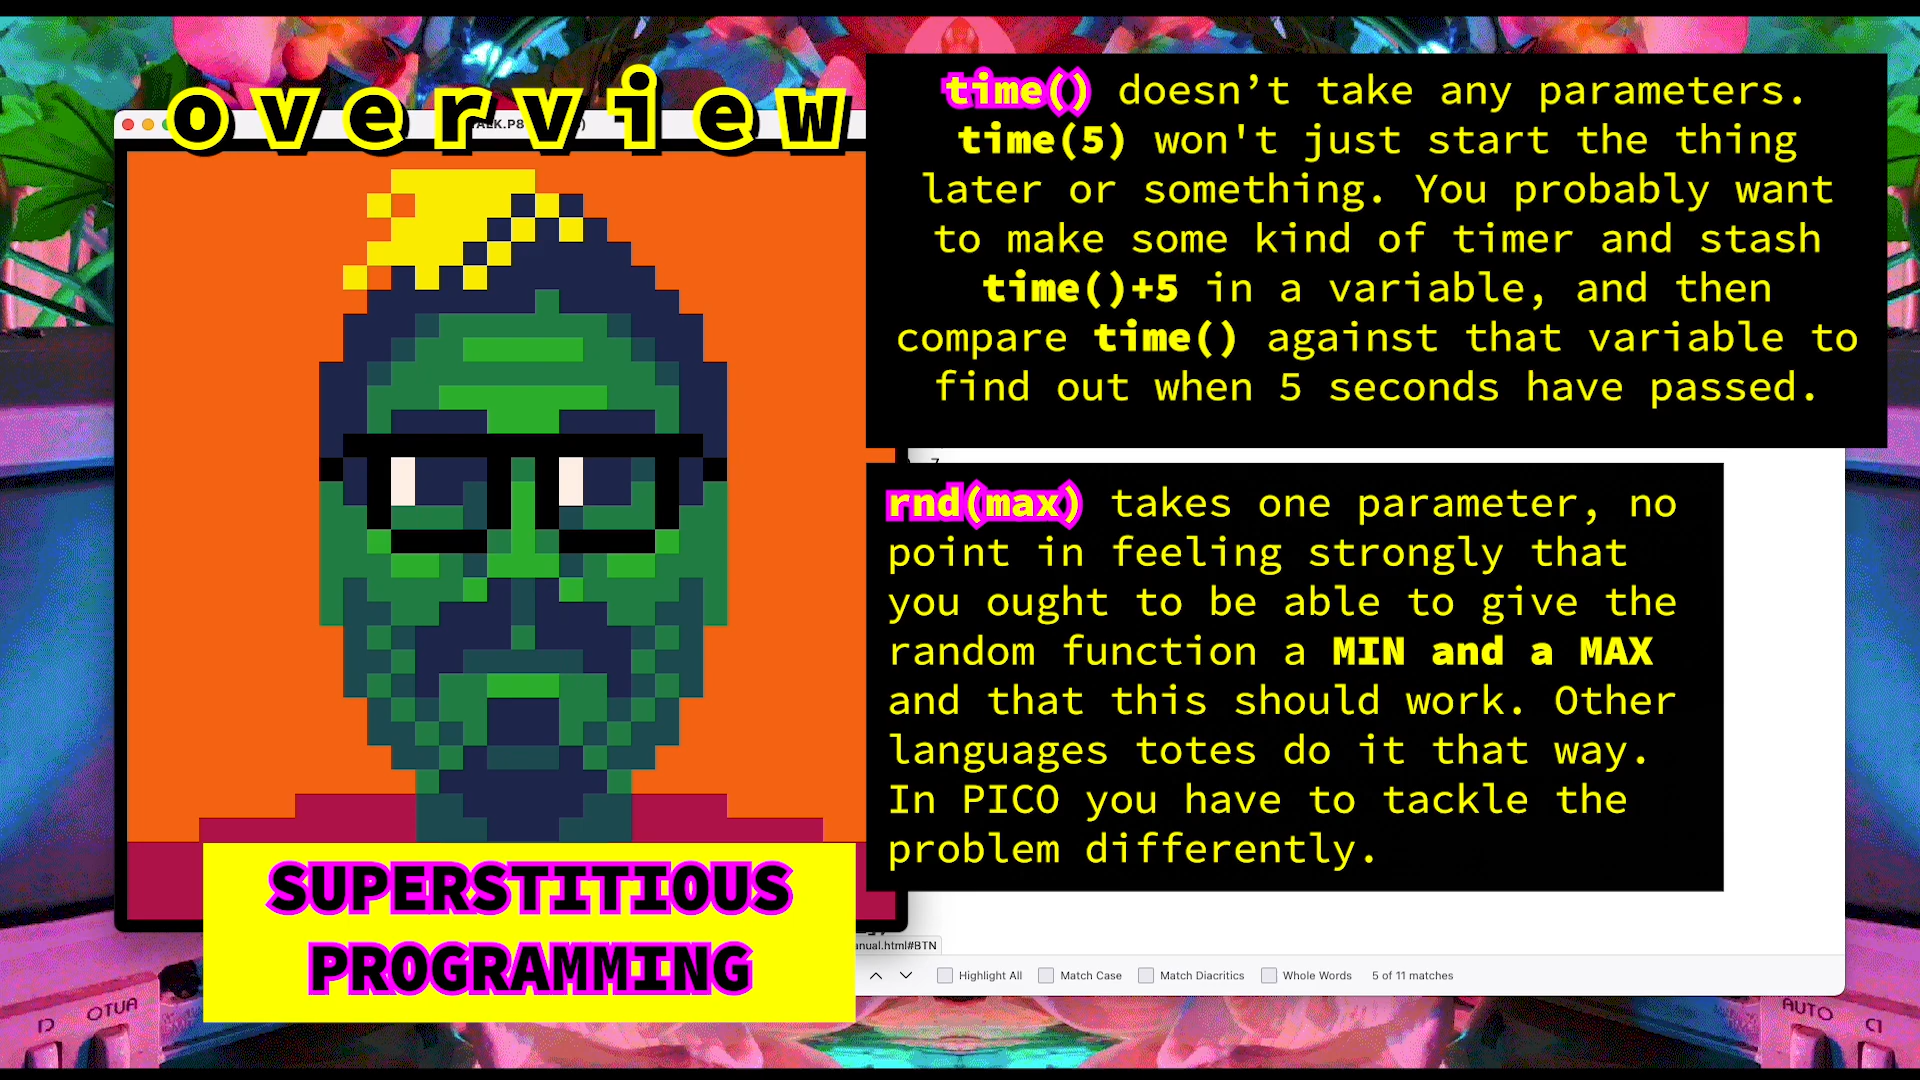 overview
time() doesn’t take any parameters.
time(5) won't just start the thing
later or something. You probably want
to make some kind of timer and stash
time()+5 in a variable, and then
compare time() against that variable to
find out when 5 seconds have passed.
rnd(max) takes one parameter, no
point in feeling strongly that
you ought to be able to give the
random function a MIN and a MAX
and that this should work. Other
languages totes do it that way.
In PICO you have to tackle the
problem differently.
SUPERSTITIOUS
PROGRAMMING
anual.html#BTN
Highlight All Match Case Match Diacritics Whole Words 5 of 11 matches
AUTO